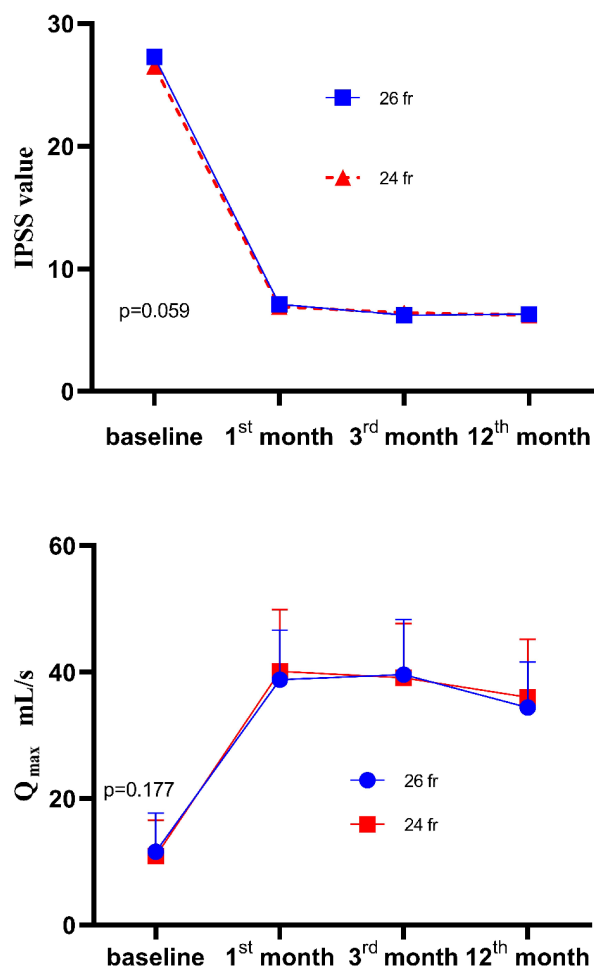 30
26 fr
20
24 fr
IPSS value
10
p=0.059
0
baseline 1st month 3rd month 12th month
60
40
Qmax mL/s
p=0.177
26 fr
20
24 fr
0
baseline 1st month 3rd month 12th month